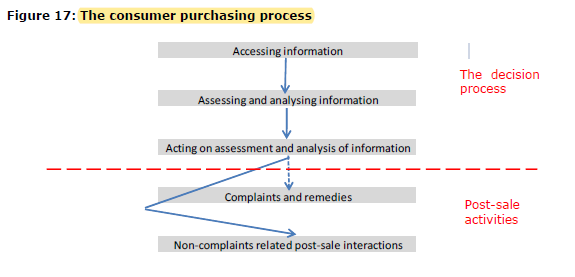 Figure 17: The consumer purchasing process
Accessing information
The decision
process
Assessing and analysing information
Acting on assessment and analysis of information
Complaints and remedies
Post-sale
activities
Non-complaints related post-sale interactions